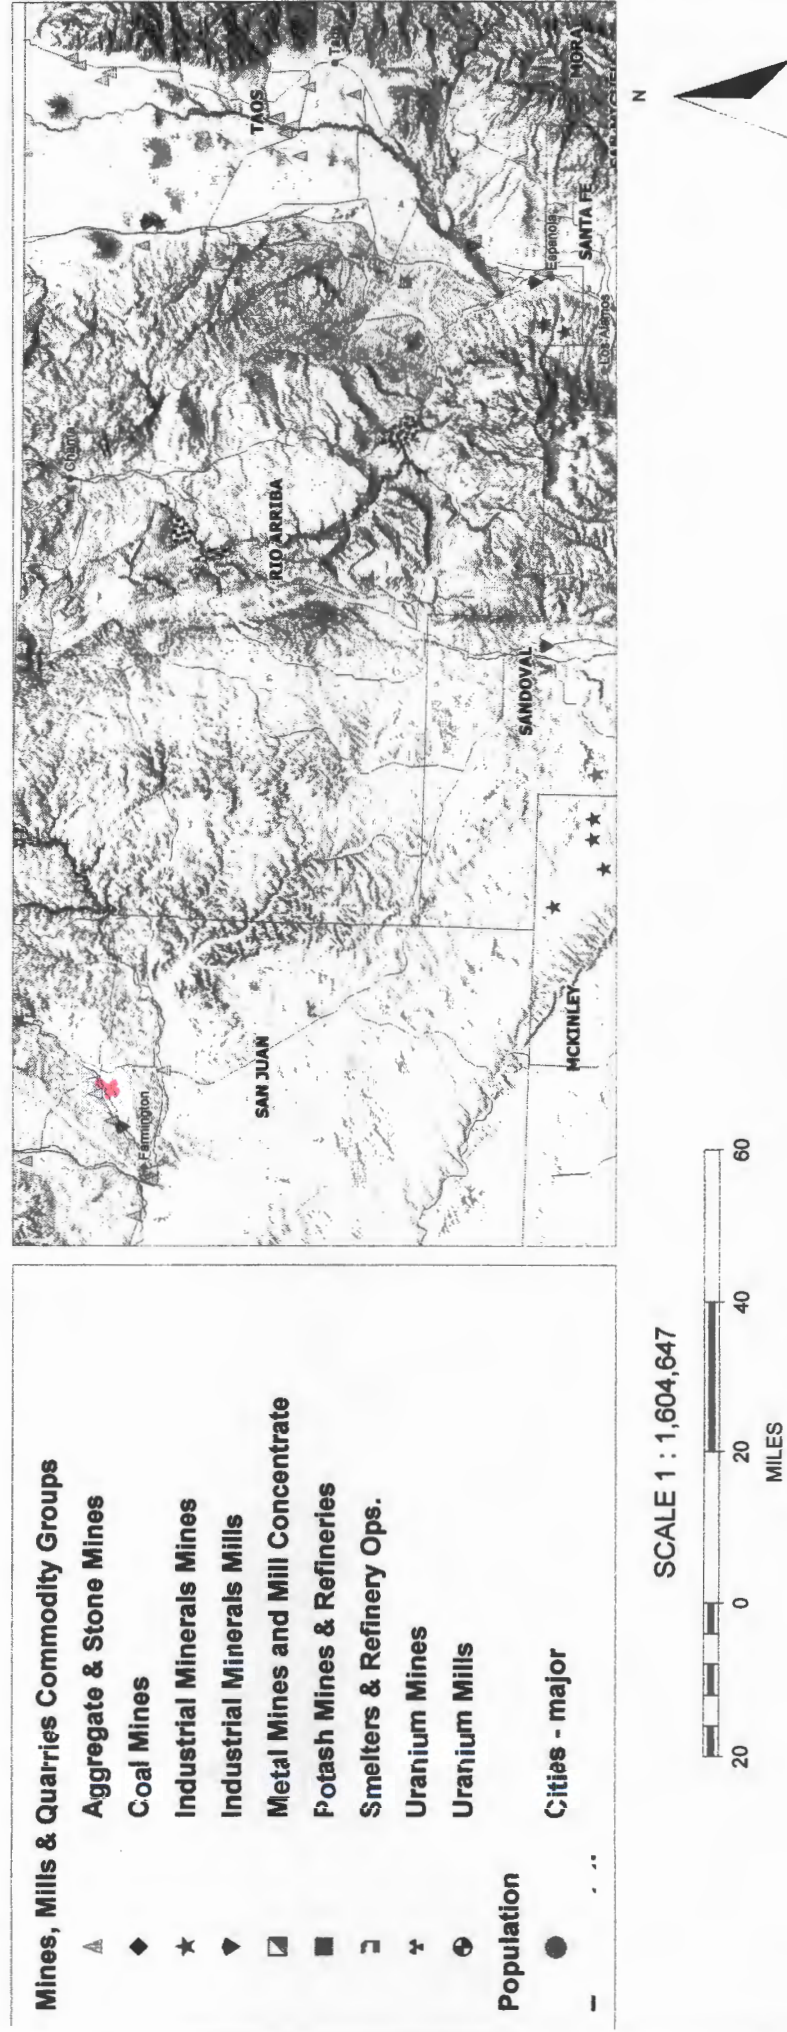 Mines, Mills & Quarries Commodity Groups
Aggregate & Stone Mines
Coal Mines
Industrial Minerals Mines
Industrial Minerals Mills
Metal Mines and Mill Concentrate
Potash Mines & Refineries
Smelters & Refinery Ops.
Uranium Mines
Uranium Mills
Population
Cities - major
Farmington
SAN JUAN
MCKINLEY
SANDOVAL
RIO ARRIBA
Chama
TAOS
Espanola
SANTA FE
Los Alamos
MORA
SCALE 1 : 1,604,647
20 0 20 40 60
MILES
N